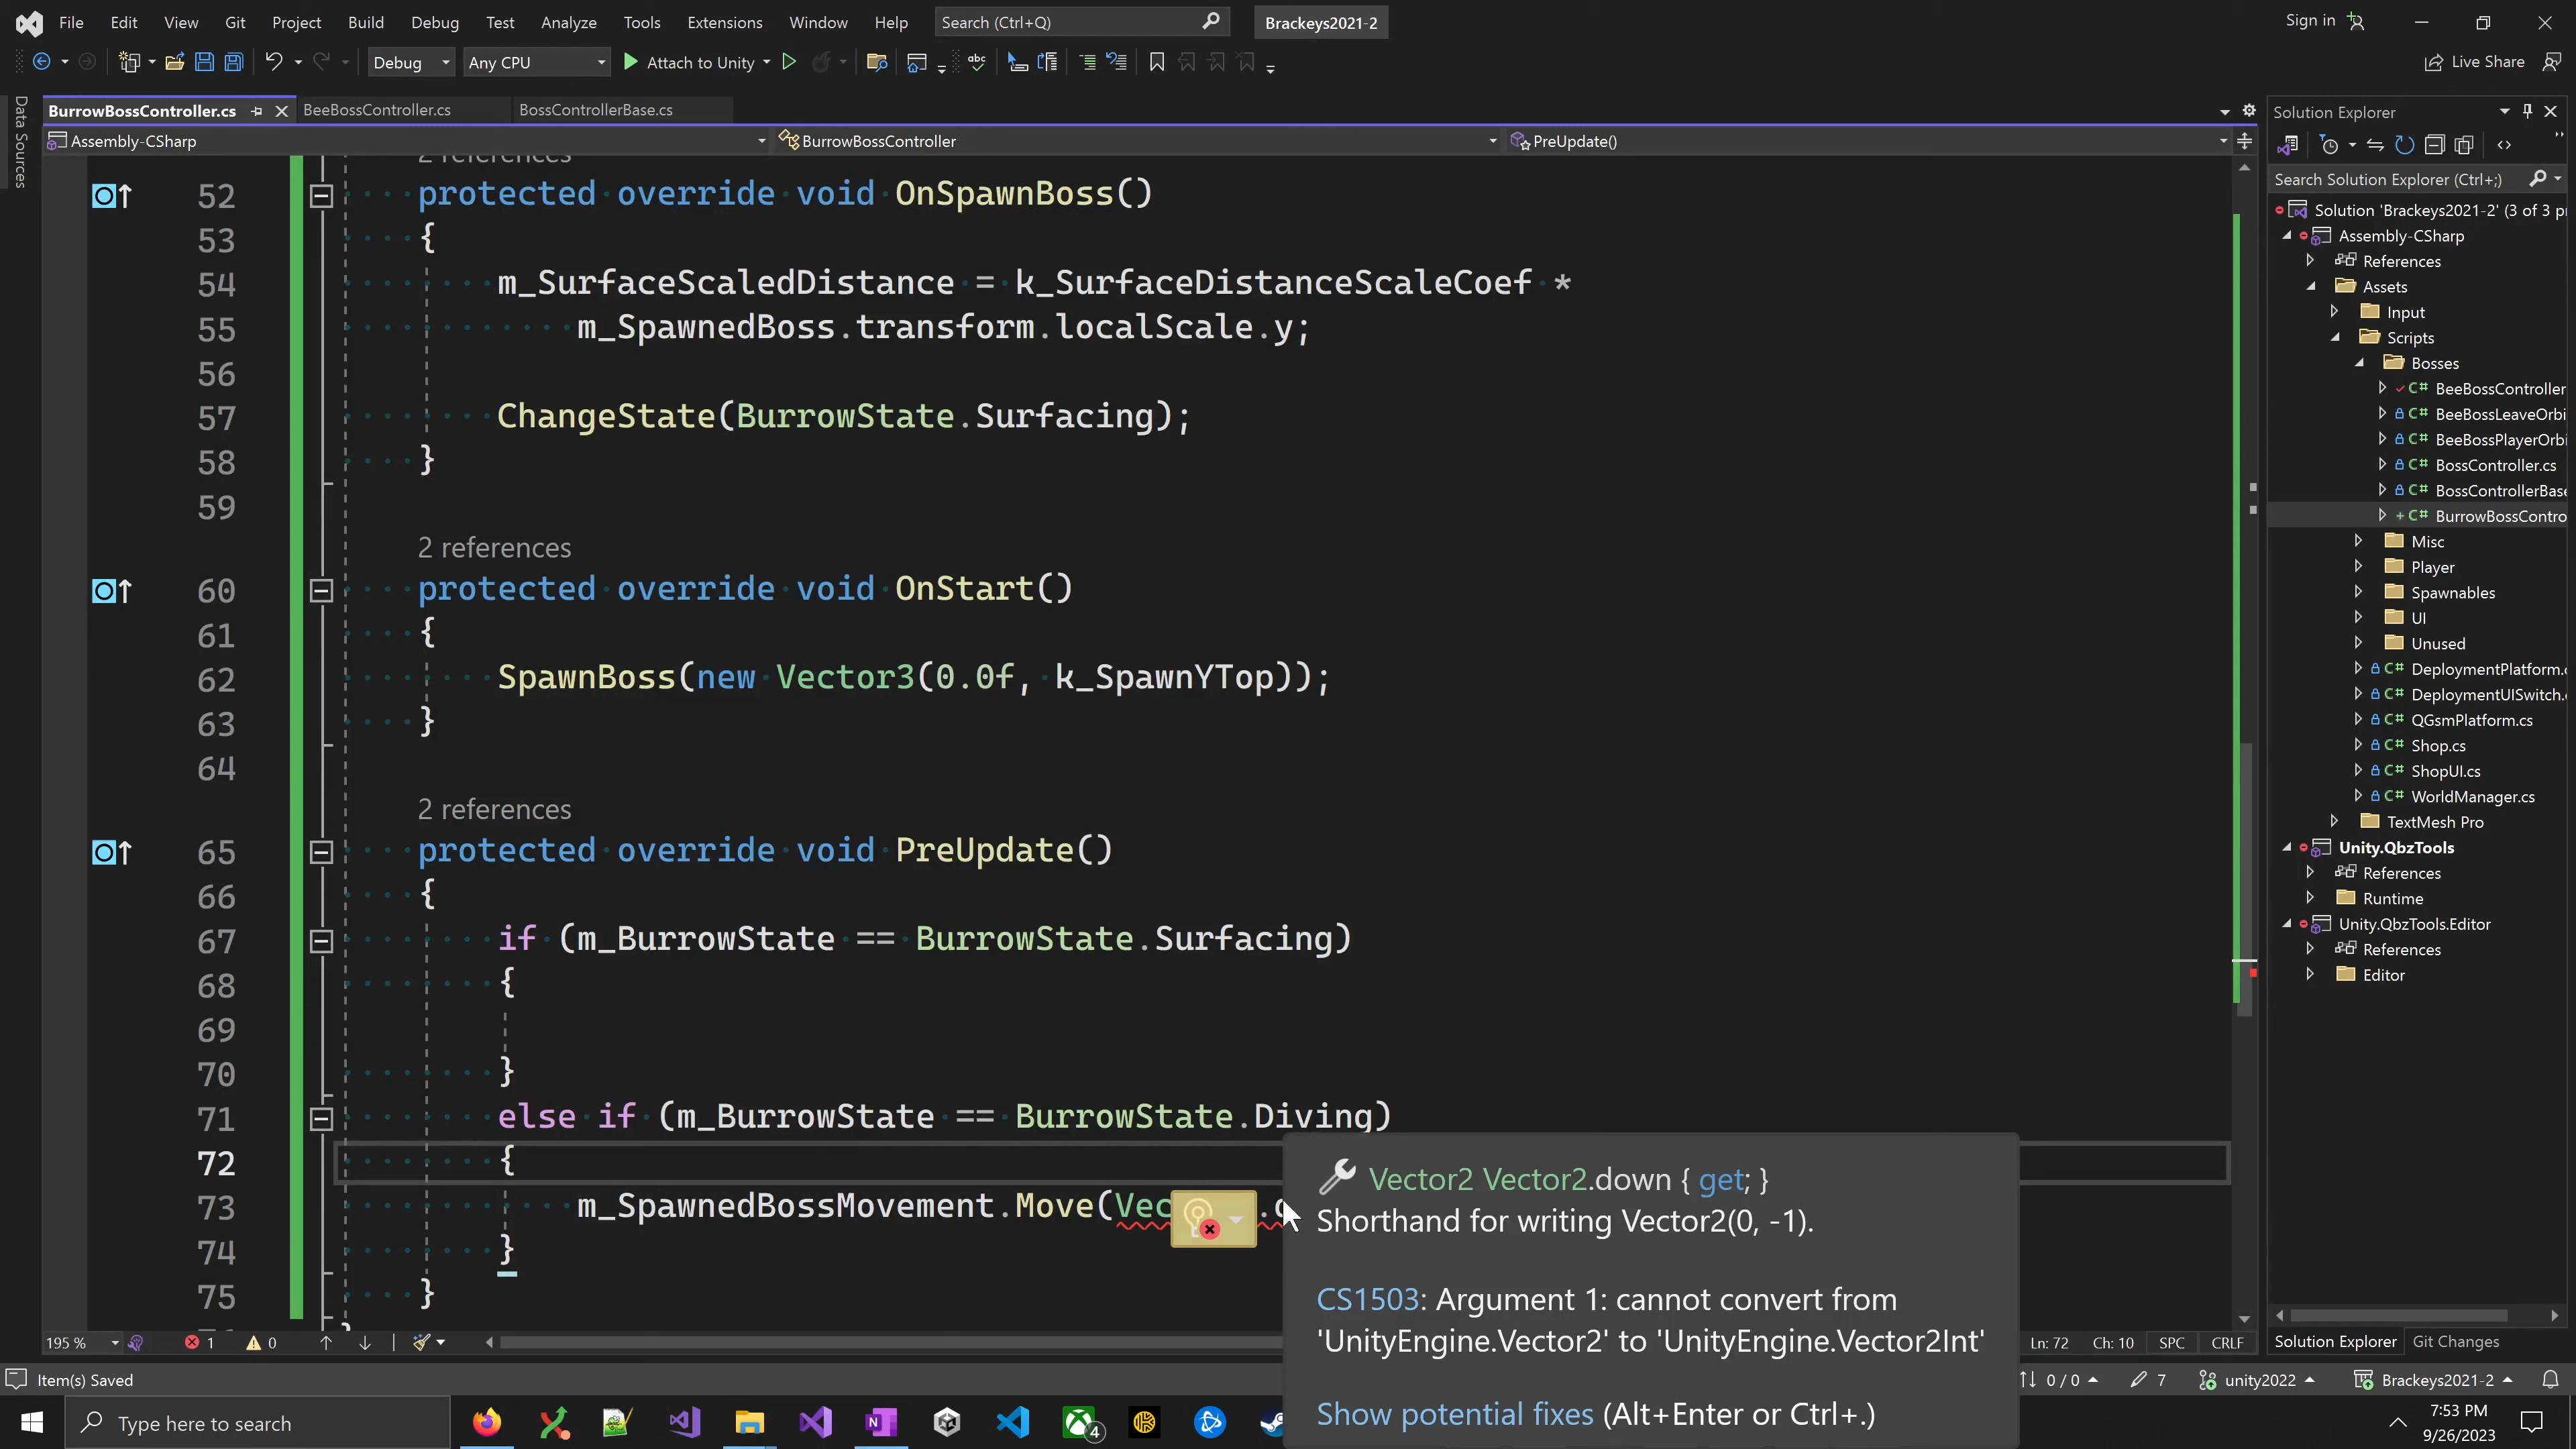 File Edit View Git Project Build Debug Test Analyze Tools Extensions Window Help Search (Ctrl+Q) Brackeys2021-2 Sign in
Debug Any CPU Attach to Unity Live Share
Data Sources
BurrowBossController.cs BeeBossController.cs BossControllerBase.cs
Assembly-CSharp BurrowBossController PreUpdate()
2 references
52 protected override void OnSpawnBoss()
53 {
54 m_SurfaceScaledDistance = k_SurfaceDistanceScaleCoef *
55 m_SpawnedBoss.transform.localScale.y;
56
57 ChangeState(BurrowState.Surfacing);
58 }
59
2 references
60 protected override void OnStart()
61 {
62 SpawnBoss(new Vector3(0.0f, k_SpawnYTop));
63 }
64
2 references
65 protected override void PreUpdate()
66 {
67 if (m_BurrowState == BurrowState.Surfacing)
68 {
69
70 }
71 else if (m_BurrowState == BurrowState.Diving)
72 {
73 m_SpawnedBossMovement.Move(Vec
74 }
75 }
Vector2 Vector2.down { get; }
Shorthand for writing Vector2(0, -1).
CS1503: Argument 1: cannot convert from
'UnityEngine.Vector2' to 'UnityEngine.Vector2Int'
Show potential fixes (Alt+Enter or Ctrl+.)
195 % 1 0 Ln: 72 Ch: 10 SPC CRLF
Solution Explorer
Search Solution Explorer (Ctrl+;)
Solution 'Brackeys2021-2' (3 of 3 pr
Assembly-CSharp
References
Assets
Input
Scripts
Bosses
BeeBossController
BeeBossLeaveOrbi
BeeBossPlayerOrbi
BossController.cs
BossControllerBase
BurrowBossContro
Misc
Player
Spawnables
UI
Unused
DeploymentPlatform.c
DeploymentUISwitch.c
QGsmPlatform.cs
Shop.cs
ShopUI.cs
WorldManager.cs
TextMesh Pro
Unity.QbzTools
References
Runtime
Unity.QbzTools.Editor
References
Editor
Solution Explorer Git Changes
Item(s) Saved 0 / 0 7 unity2022 Brackeys2021-2
Type here to search 4 7:53 PM
9/26/2023